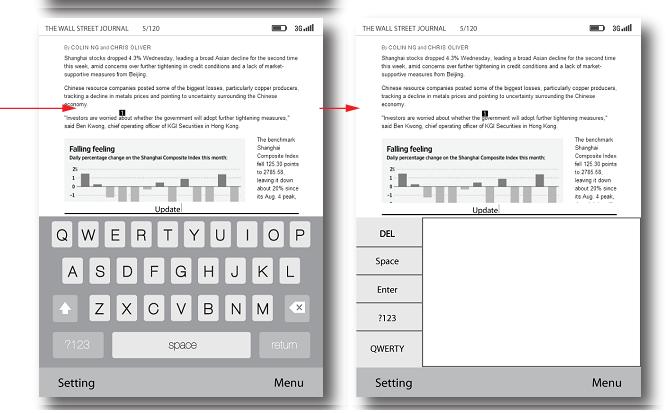 THE WALL STREET JOURNAL 5/120 3G
By COLIN NG and CHRIS OLIVER
Shanghai stocks dropped 4.3% Wednesday, leading a broad Asian decline for the second time
this week, amid concerns over further tightening in credit conditions and a lack of market-
supportive measures from Beijing.
Chinese resource companies posted some of the biggest losses, particularly copper producers,
tracking a decline in metals prices and pointing to uncertainty surrounding the Chinese
economy.
1
"Investors are worried about whether the government will adopt further tightening measures,"
said Ben Kwong, chief operating officer of KGI Securities in Hong Kong.
Falling feeling
Daily percentage change on the Shanghai Composite Index this month:
2%
1
0
-1
The benchmark
Shanghai
Composite Index
fell 125.30 points
to 2785.58,
leaving it down
about 20% since
its Aug. 4 peak,
Update
Q W E R T Y U I O P
A S D F G H J K L
Z X C V B N M
?123 space return
Setting Menu
THE WALL STREET JOURNAL 5/120 3G
By COLIN NG and CHRIS OLIVER
Shanghai stocks dropped 4.3% Wednesday, leading a broad Asian decline for the second time
this week, amid concerns over further tightening in credit conditions and a lack of market-
supportive measures from Beijing.
Chinese resource companies posted some of the biggest losses, particularly copper producers,
tracking a decline in metals prices and pointing to uncertainty surrounding the Chinese
economy.
"Investors are worried about whether the government will adopt further tightening measures,"
said Ben Kwong, chief operating officer of KGI Securities in Hong Kong.
Falling feeling
Daily percentage change on the Shanghai Composite Index this month:
2%
1
0
-1
The benchmark
Shanghai
Composite Index
fell 125.30 points
to 2785.58,
leaving it down
about 20% since
its Aug. 4 peak,
Update
DEL
Space
Enter
?123
QWERTY
Setting Menu